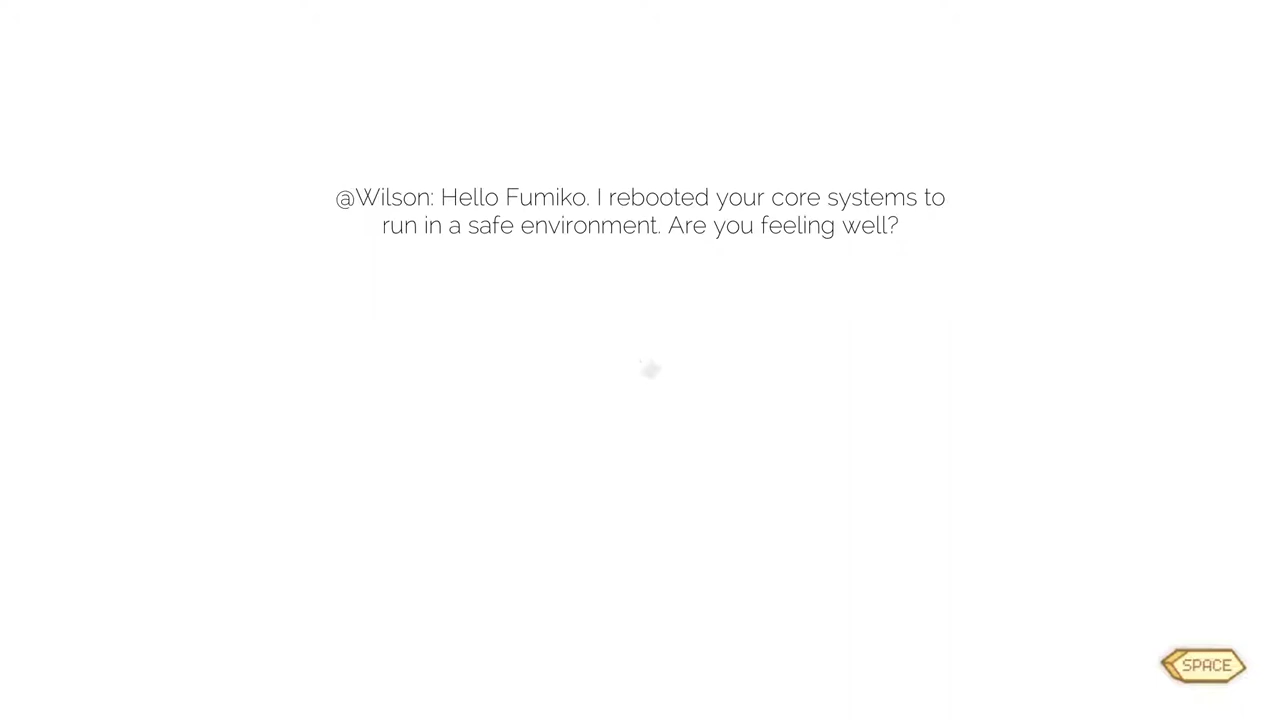 @Wilson: Hello Fumiko. I rebooted your core systems to
run in a safe environment. Are you feeling well?
SPACE